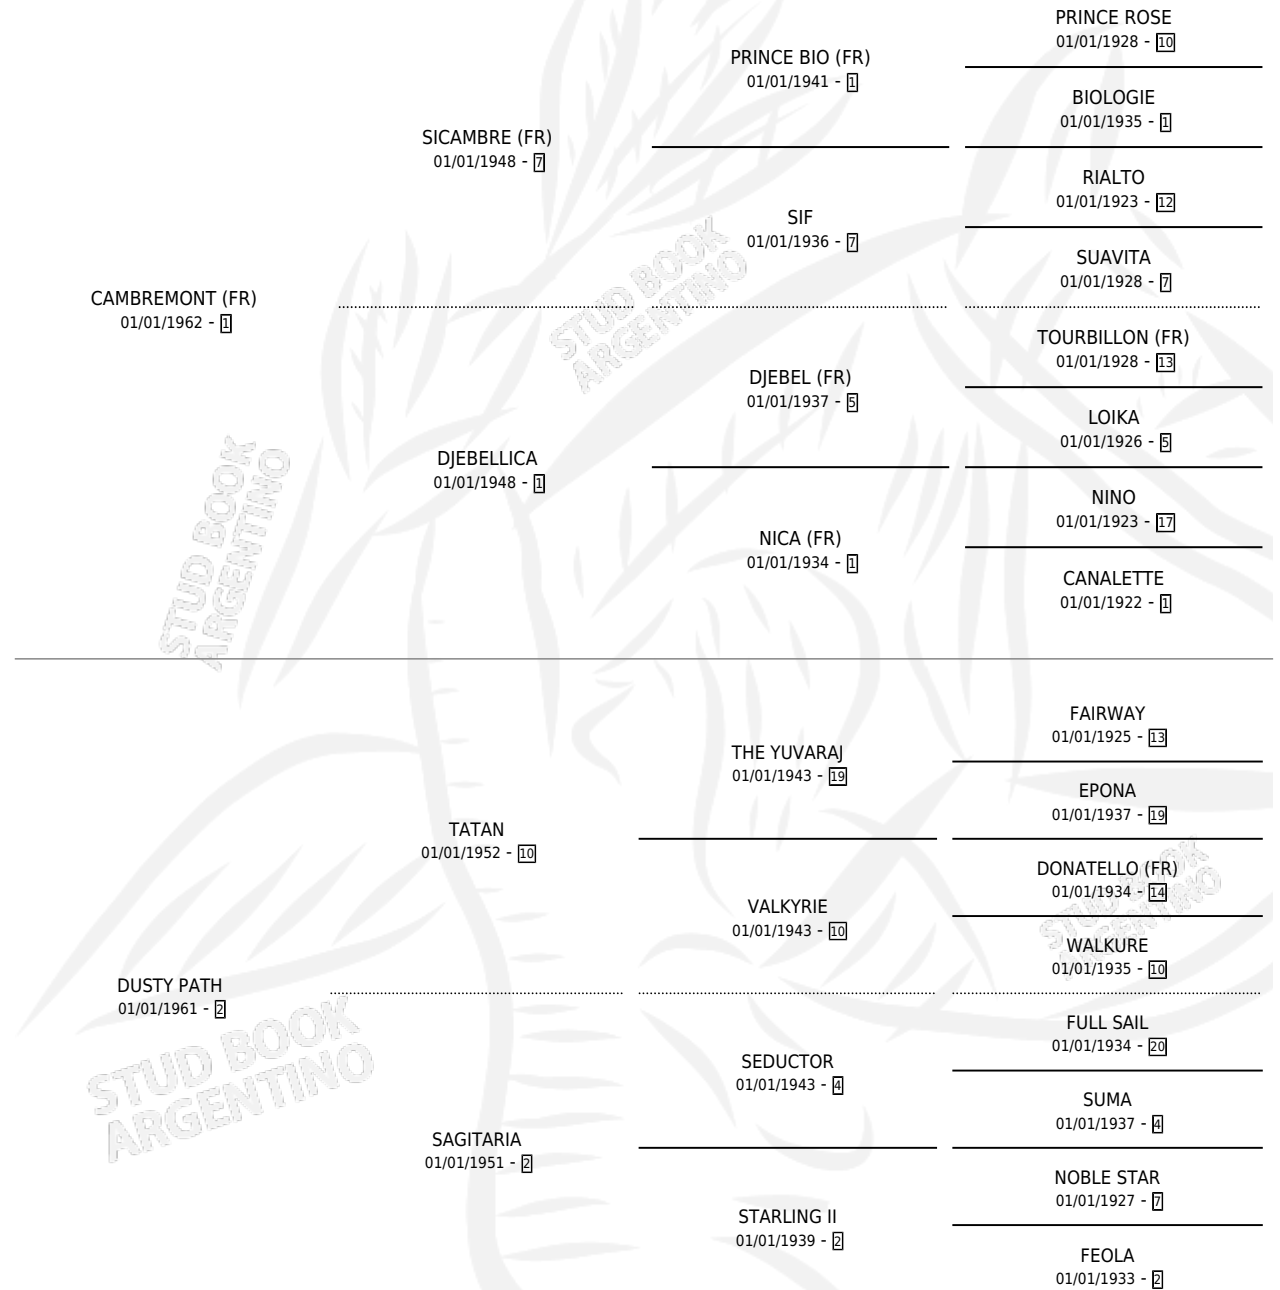 PRINCE ROSE
01/01/1928 - 10
PRINCE BIO (FR)
01/01/1941 - 1
BIOLOGIE
01/01/1935 - 1
SICAMBRE (FR)
01/01/1948 - 7
RIALTO
01/01/1923 - 12
SIF
01/01/1936 - 7
SUAVITA
01/01/1928 - 7
CAMBREMONT (FR)
01/01/1962 - 1
TOURBILLON (FR)
01/01/1928 - 13
DJEBEL (FR)
01/01/1937 - 5
LOIKA
01/01/1926 - 5
DJEBELLICA
01/01/1948 - 1
NINO
01/01/1923 - 17
NICA (FR)
01/01/1934 - 1
CANALETTE
01/01/1922 - 1
FAIRWAY
01/01/1925 - 13
THE YUVARAJ
01/01/1943 - 19
EPONA
01/01/1937 - 19
TATAN
01/01/1952 - 10
DONATELLO (FR)
01/01/1934 - 14
VALKYRIE
01/01/1943 - 10
WALKURE
01/01/1935 - 10
DUSTY PATH
01/01/1961 - 2
FULL SAIL
01/01/1934 - 20
SEDUCTOR
01/01/1943 - 4
SUMA
01/01/1937 - 4
SAGITARIA
01/01/1951 - 2
NOBLE STAR
01/01/1927 - 7
STARLING II
01/01/1939 - 2
FEOLA
01/01/1933 - 2
STUD BOOK
ARGENTINO
STUD BOOK
ARGENTINO
STUD BOOK
ARGENTINO
STUD BOOK
ARGENTINO